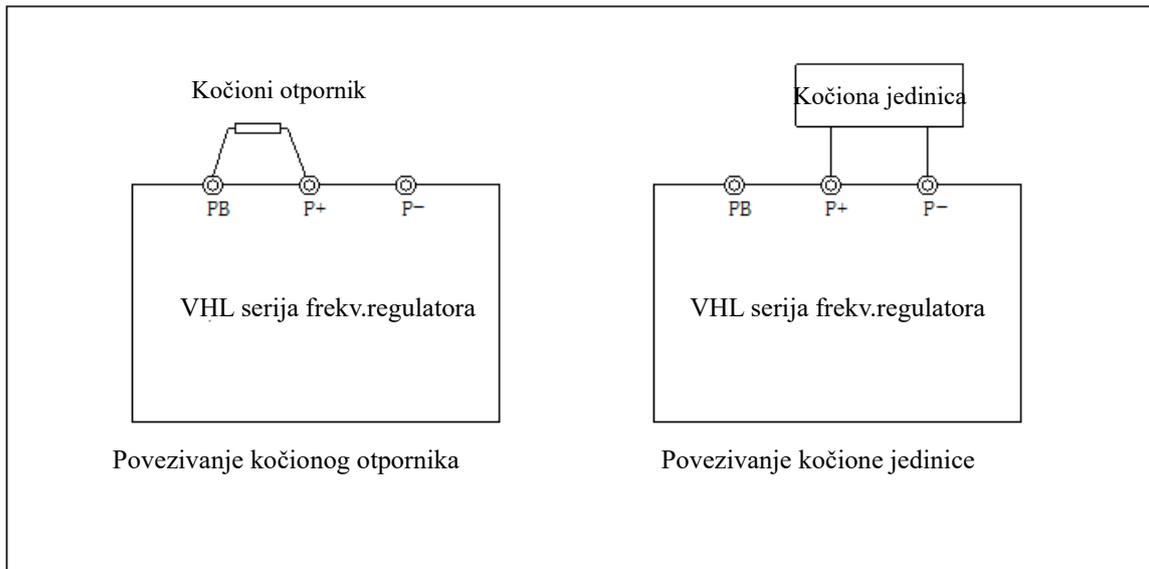 Kočioni otpornik
PB
P+
P−
VHL serija frekv.regulatora
Povezivanje kočionog otpornika
Kočiona jedinica
PB
P+
P−
VHL serija frekv.regulatora
Povezivanje kočione jedinice